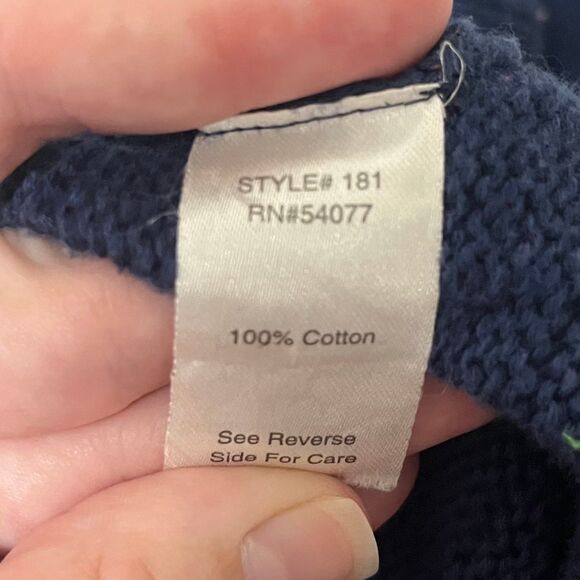 STYLE# 181
RN#54077
100% Cotton
See Reverse
Side For Care